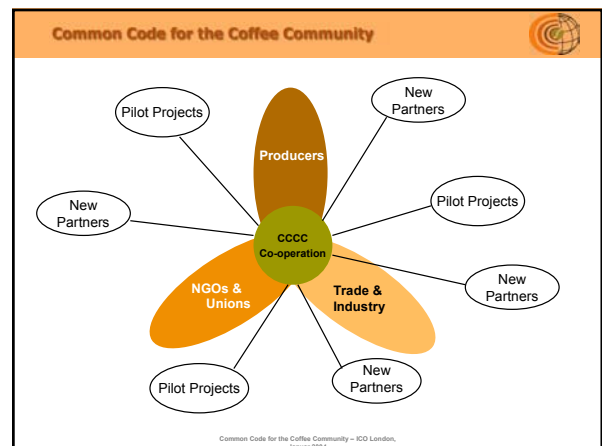 Common Code for the Coffee Community
New
Partners
Pilot Projects
Producers
Pilot Projects
New
Partners
CCCC
Co-operation
New
Partners
NGOs &
Unions
Trade &
Industry
Pilot Projects
New
Partners
Common Code for the Coffee Community – ICO London,